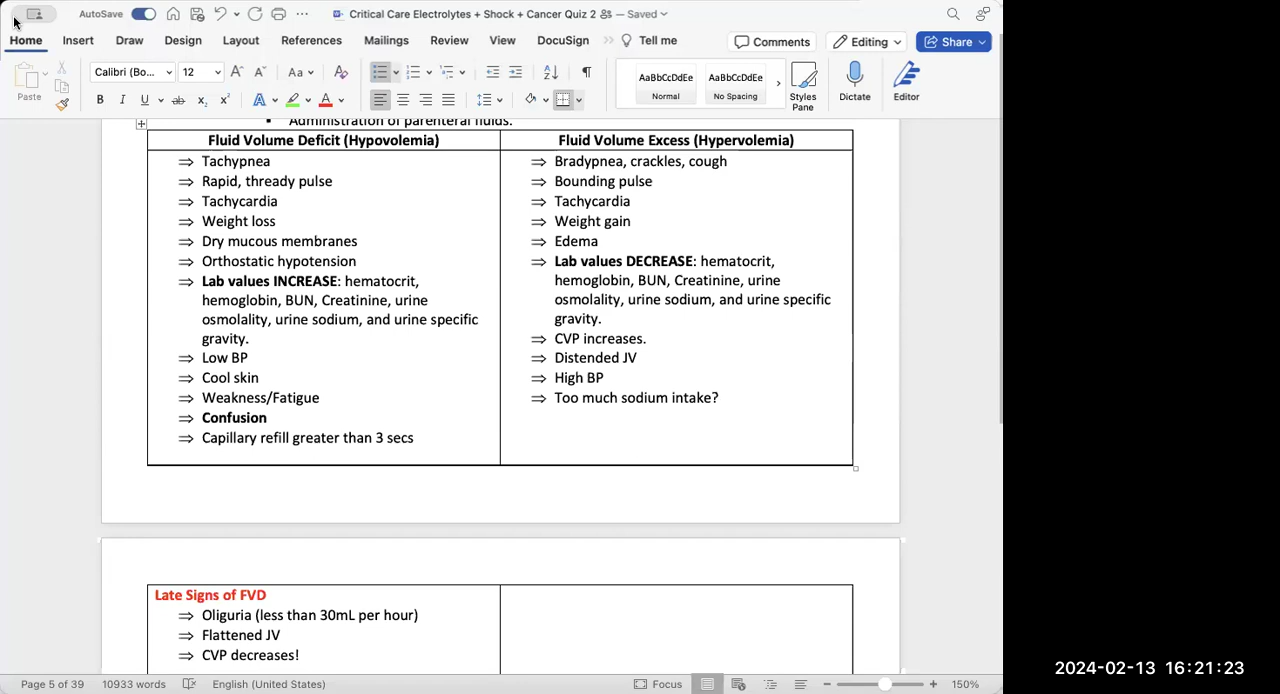 AutoSave
Critical Care Electrolytes + Shock + Cancer Quiz 2 — Saved
Home Insert Draw Design Layout References Mailings Review View DocuSign Tell me Comments Editing Share
Paste
Calibri (Bo... 12 A A Aa A
B I U ab x₂ x² A A
AaBbCcDdEe AaBbCcDdEe
Normal No Spacing
Styles Pane
Dictate
Editor
Administration of parenteral fluids.
Fluid Volume Deficit (Hypovolemia)
⇒ Tachypnea
⇒ Rapid, thready pulse
⇒ Tachycardia
⇒ Weight loss
⇒ Dry mucous membranes
⇒ Orthostatic hypotension
⇒ Lab values INCREASE: hematocrit,
hemoglobin, BUN, Creatinine, urine
osmolality, urine sodium, and urine specific
gravity.
⇒ Low BP
⇒ Cool skin
⇒ Weakness/Fatigue
⇒ Confusion
⇒ Capillary refill greater than 3 secs
Fluid Volume Excess (Hypervolemia)
⇒ Bradypnea, crackles, cough
⇒ Bounding pulse
⇒ Tachycardia
⇒ Weight gain
⇒ Edema
⇒ Lab values DECREASE: hematocrit,
hemoglobin, BUN, Creatinine, urine
osmolality, urine sodium, and urine specific
gravity.
⇒ CVP increases.
⇒ Distended JV
⇒ High BP
⇒ Too much sodium intake?
Late Signs of FVD
⇒ Oliguria (less than 30mL per hour)
⇒ Flattened JV
⇒ CVP decreases!
Page 5 of 39 10933 words English (United States) Focus 150%
2024-02-13 16:21:23